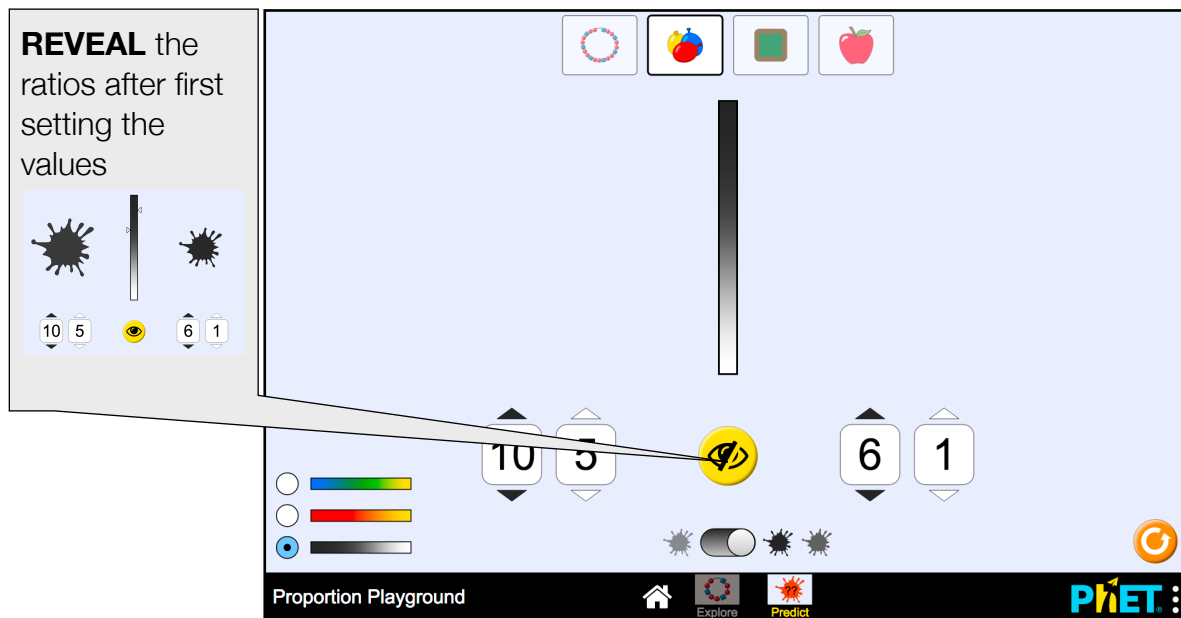 REVEAL the
ratios after first
setting the
values
10 5 6 1
10 5 6 1
Proportion Playground
Explore
??
Predict
PhET